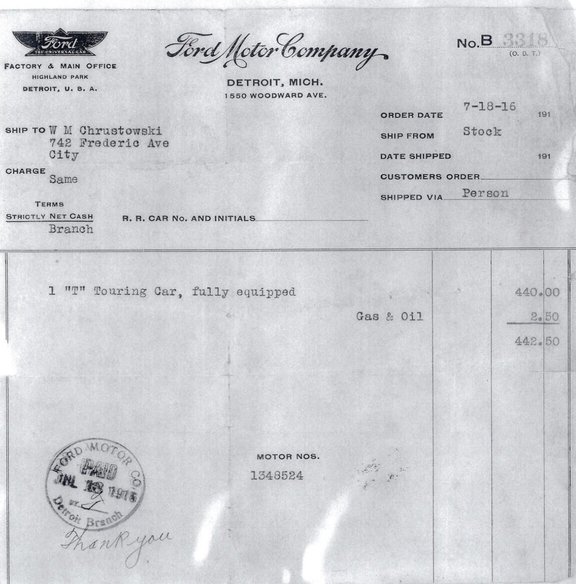 Ford
THE UNIVERSAL CAR
FACTORY & MAIN OFFICE
HIGHLAND PARK
DETROIT, U. S. A.
Ford Motor Company
DETROIT, MICH.
1550 WOODWARD AVE.
No. B 3318
(O. D. T.)
ORDER DATE 7-18-16 191
SHIP FROM Stock
DATE SHIPPED 191
CUSTOMERS ORDER
SHIPPED VIA Person
SHIP TO W M Chrustowski
742 Frederic Ave
City
CHARGE Same
TERMS
STRICTLY NET CASH
Branch
R. R. CAR No. AND INITIALS
1 "T" Touring Car, fully equipped 440.00
Gas & Oil 2.50
442.50
MOTOR NOS.
1348524
FORD MOTOR CO.
PAID
JUL 18 1916
Detroit Branch
Thank you